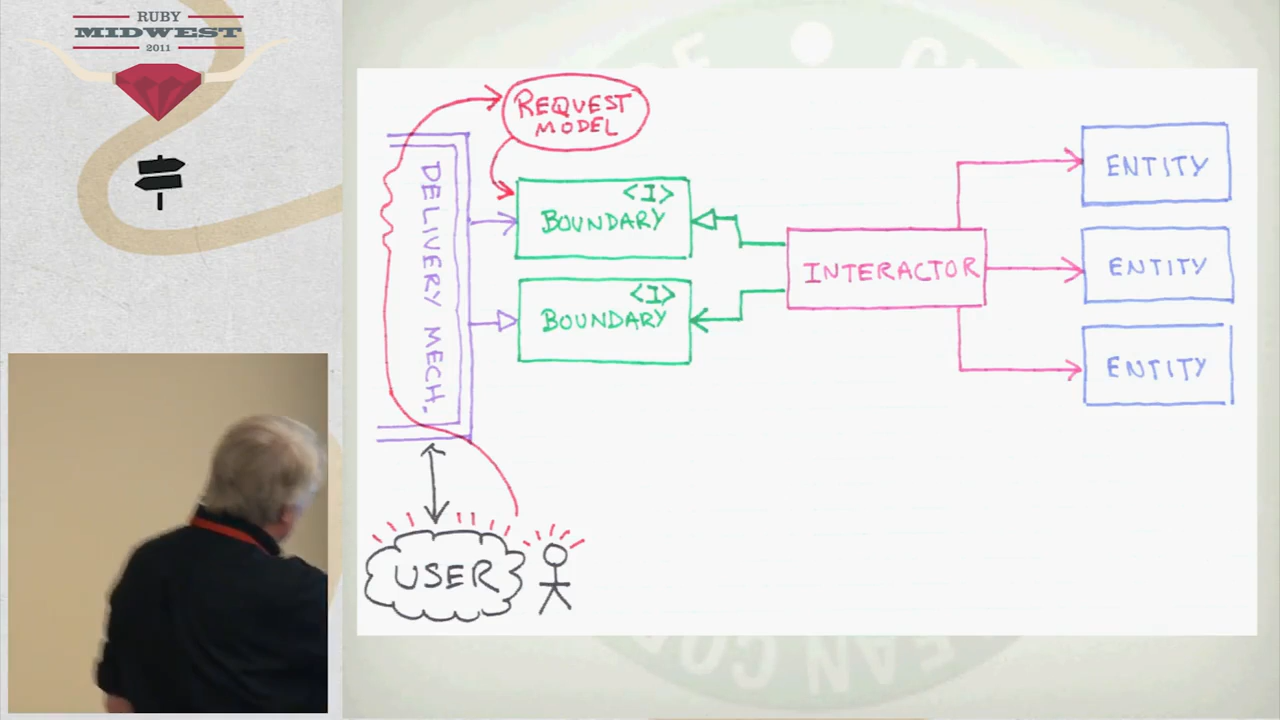 RUBY
MIDWEST
2011
REQUEST
MODEL
DELIVERY MECH.
<I>
BOUNDARY
<I>
BOUNDARY
INTERACTOR
ENTITY
ENTITY
ENTITY
USER